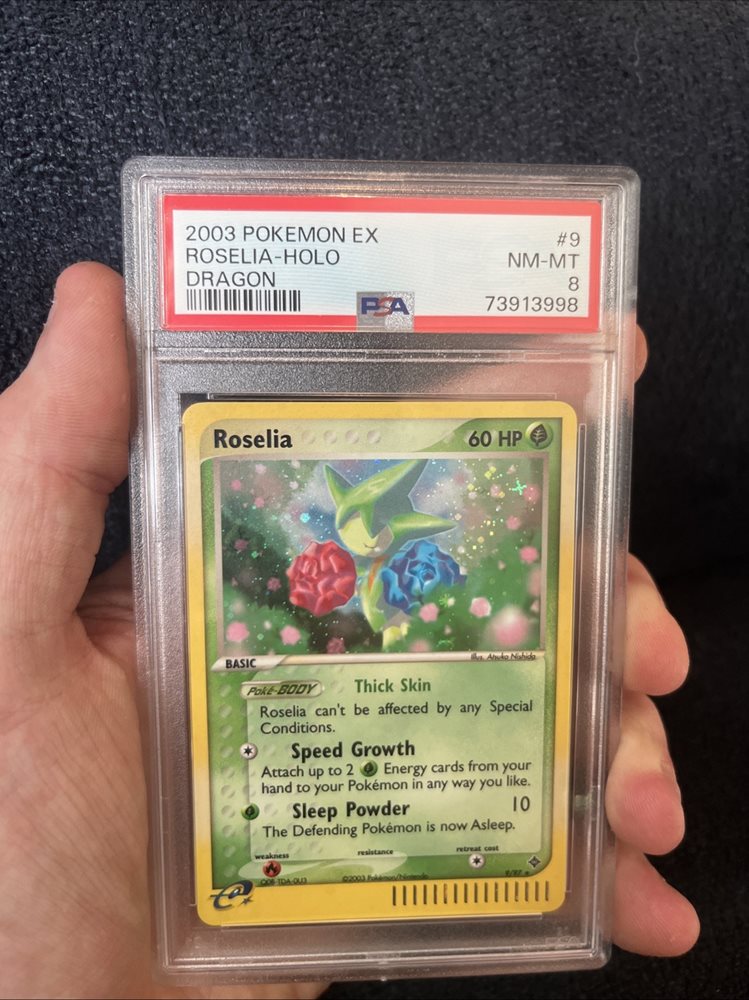 2003 POKEMON EX #9
ROSELIA-HOLO NM-MT
DRAGON 8
PSA 73913998
Roselia 60 HP
Illus. Atsuko Nishida
BASIC
Poké-BODY Thick Skin
Roselia can't be affected by any Special
Conditions.
Speed Growth
Attach up to 2 Energy cards from your
hand to your Pokémon in any way you like.
Sleep Powder 10
The Defending Pokémon is now Asleep.
weakness resistance retreat cost
©2003 Pokémon/Nintendo 9/97
e